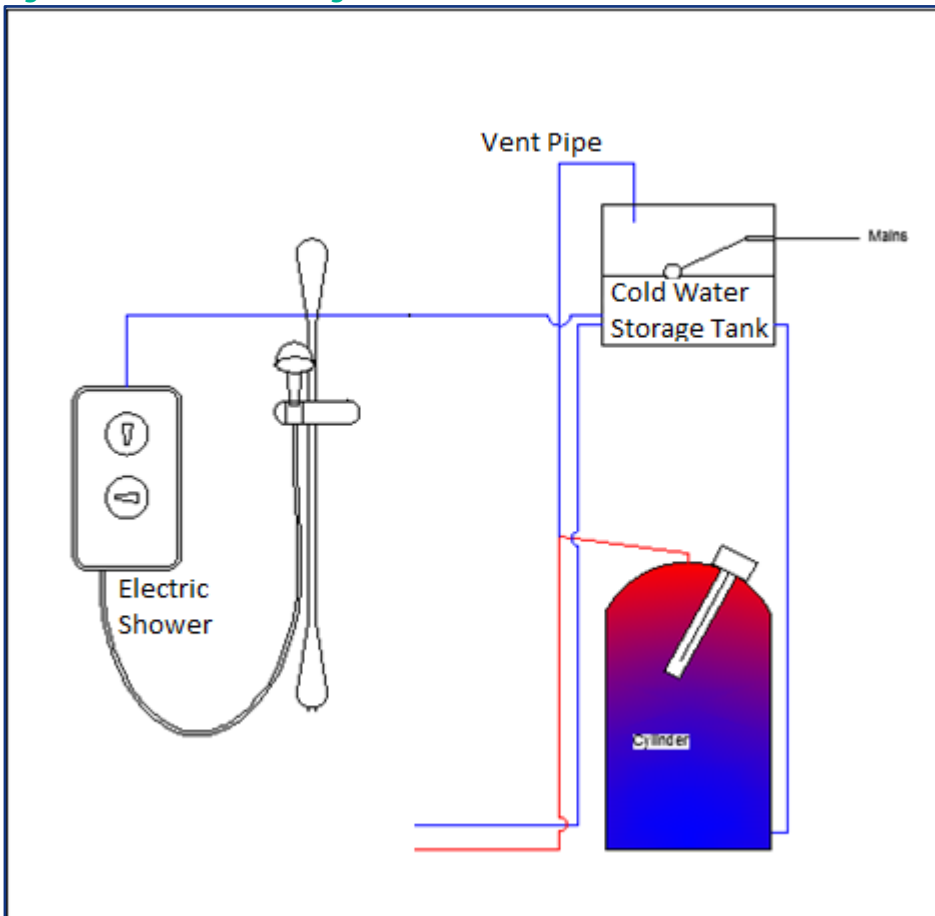 Vent Pipe
Mains
Cold Water
Storage Tank
Electric
Shower
Cylinder